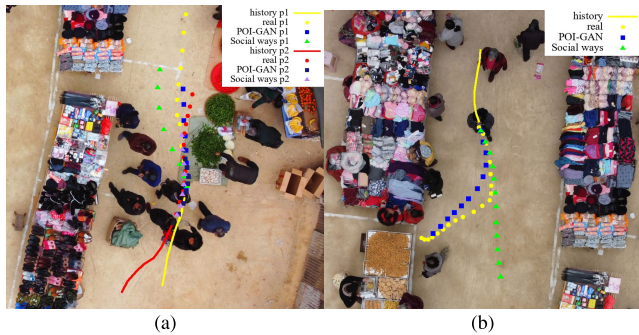 history p1
real p1
POI-GAN p1
Social ways p1
history p2
real p2
POI-GAN p2
Social ways p2
history
real
POI-GAN
Social ways
(a)
(b)